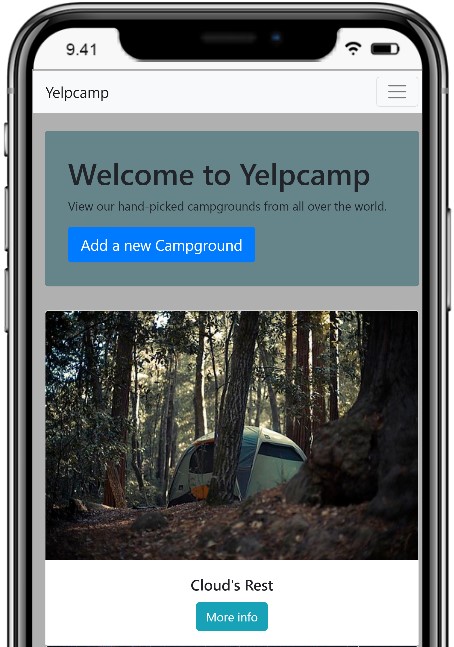 9.41
Yelpcamp
Welcome to Yelpcamp
View our hand-picked campgrounds from all over the world.
Add a new Campground
Cloud's Rest
More info